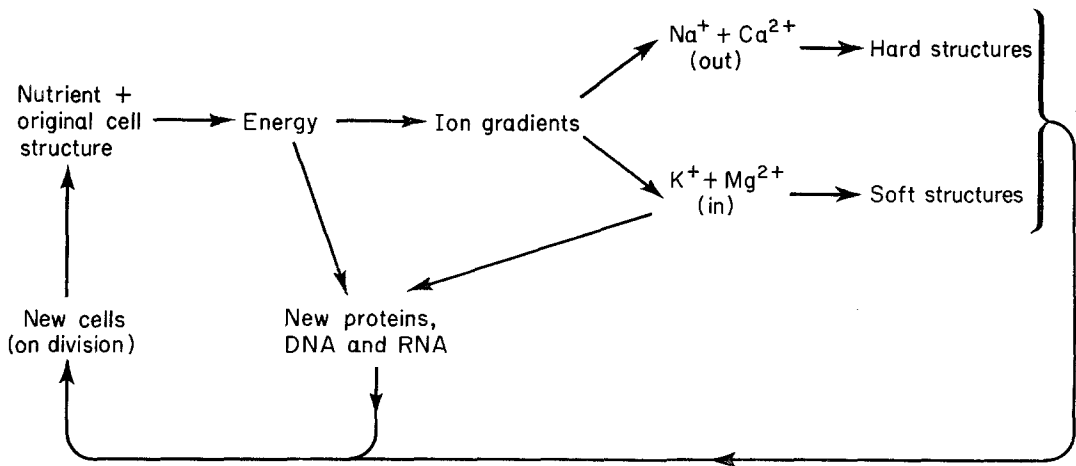 Nutrient +
original cell
structure
Energy
Ion gradients
Na⁺ + Ca²⁺
(out)
Hard structures
K⁺ + Mg²⁺
(in)
Soft structures
New cells
(on division)
New proteins,
DNA and RNA